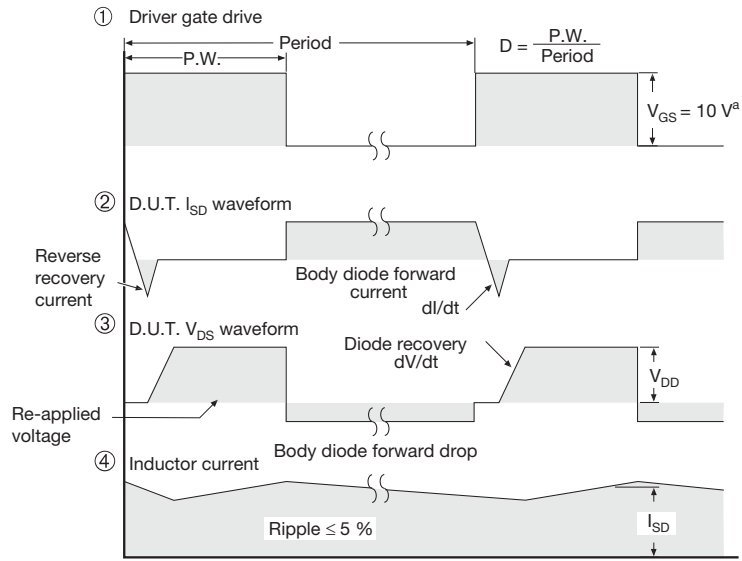 ① Driver gate drive
Period
P.W.
D = P.W. / Period
V_GS = 10 V^a
② D.U.T. I_SD waveform
Reverse
recovery
current
Body diode forward
current
dI/dt
③ D.U.T. V_DS waveform
Diode recovery
dV/dt
V_DD
Re-applied
voltage
Body diode forward drop
④ Inductor current
Ripple ≤ 5 %
I_SD